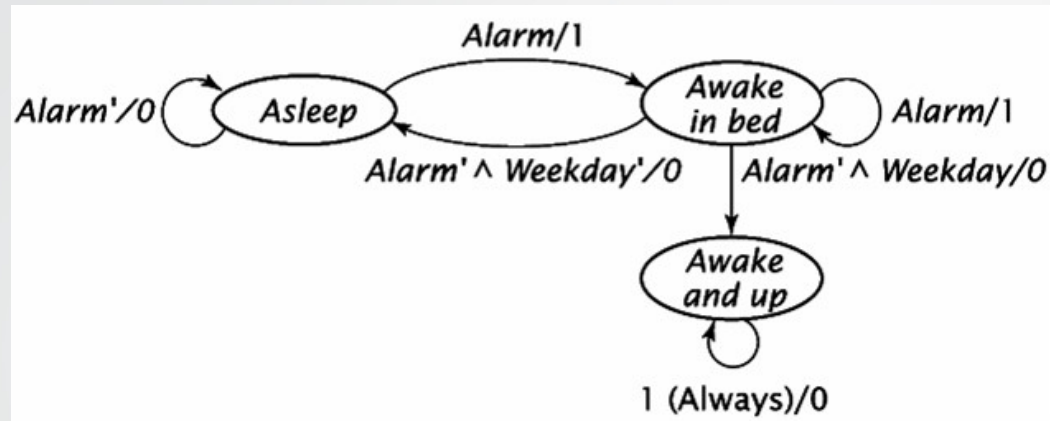 Alarm/1
Alarm'/0
Asleep
Awake
in bed
Alarm/1
Alarm' ∧ Weekday'/0
Alarm' ∧ Weekday/0
Awake
and up
1 (Always)/0